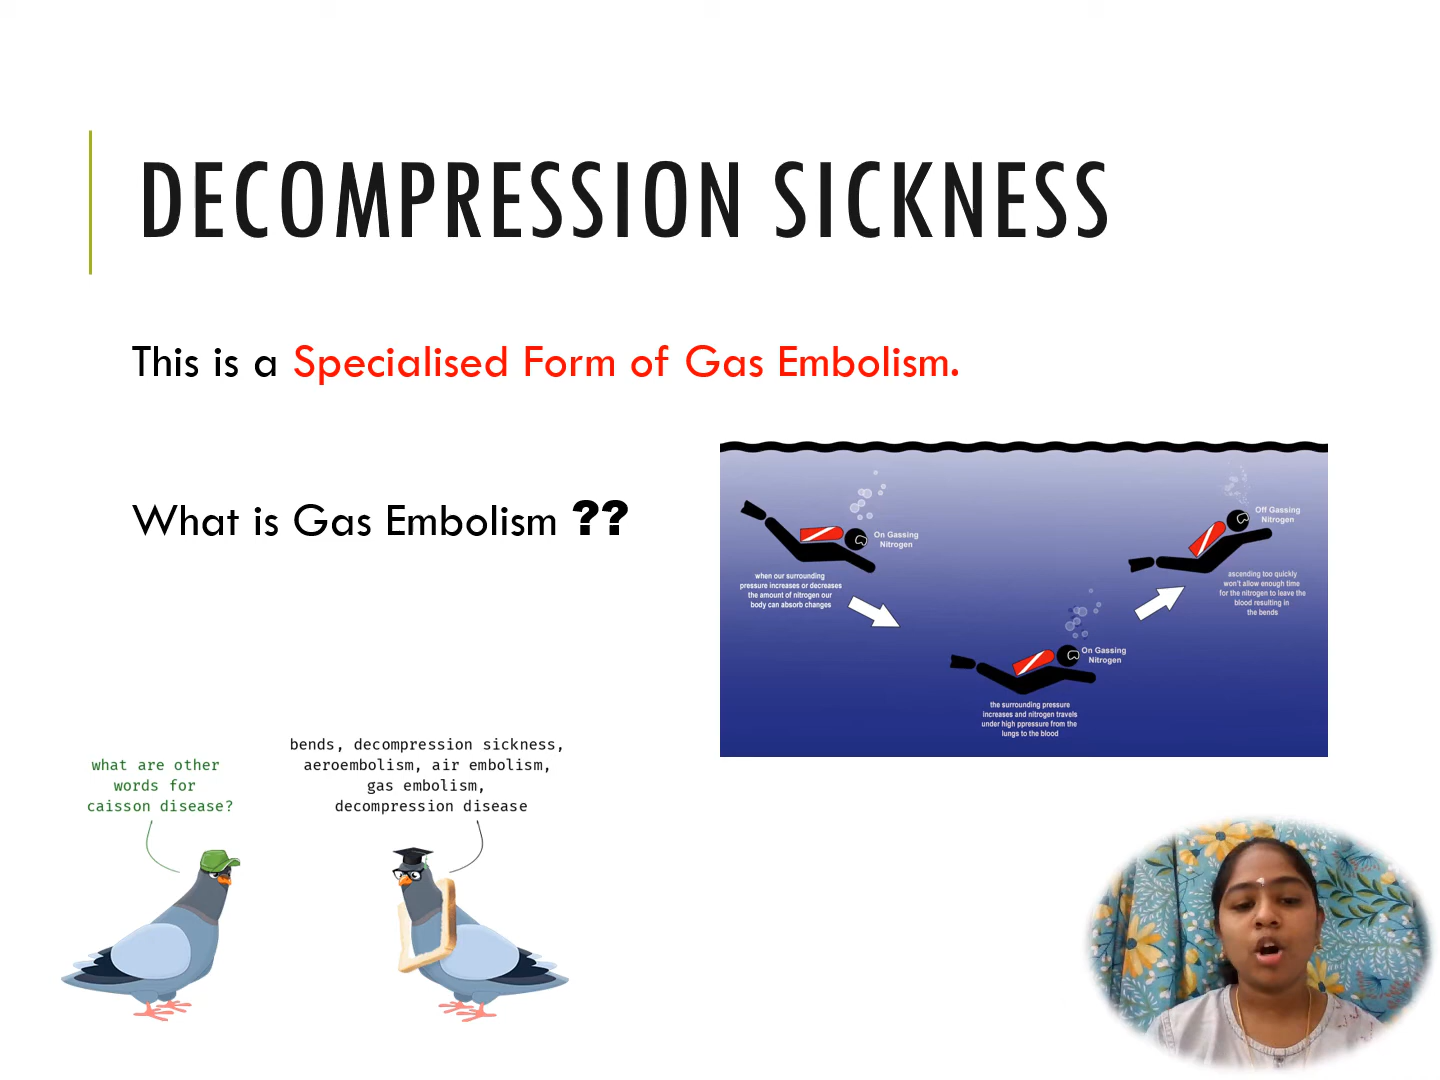 DECOMPRESSION SICKNESS
This is a Specialised Form of Gas Embolism.
What is Gas Embolism ??
On Gassing
Nitrogen
when our surrounding
pressure increases or decreases
the amount of nitrogen our
body can absorb changes
On Gassing
Nitrogen
the surrounding pressure
increases and nitrogen travels
under high ppressure from the
lungs to the blood
Off Gassing
Nitrogen
ascending too quickly
won't allow enough time
for the nitrogen to leave the
blood resulting in
the bends
what are other
words for
caisson disease?
bends, decompression sickness,
aeroembolism, air embolism,
gas embolism,
decompression disease